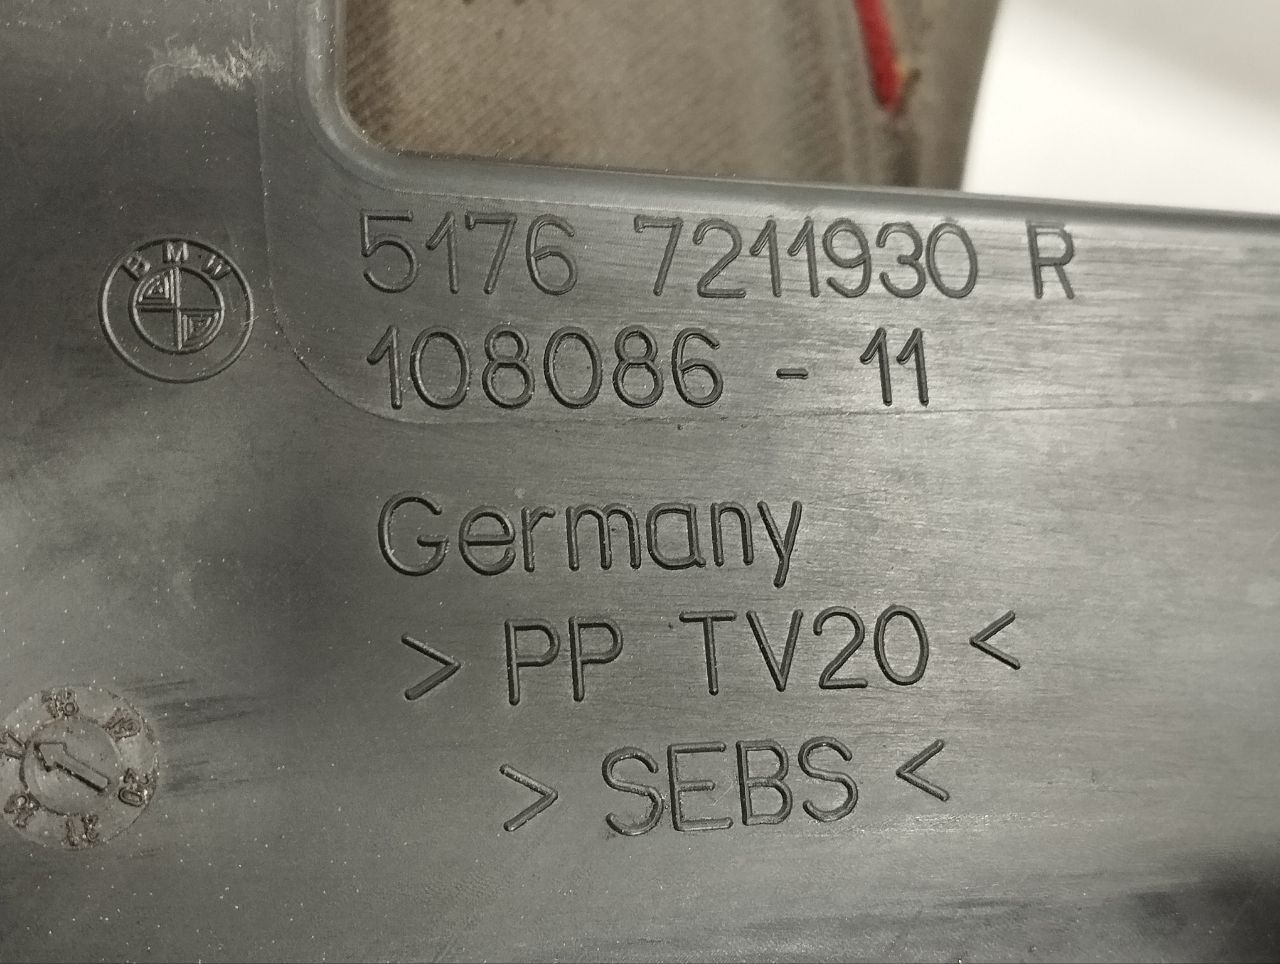 BMW
5176 7211930 R
108086 - 11
Germany
> PP TV20 <
> SEBS <